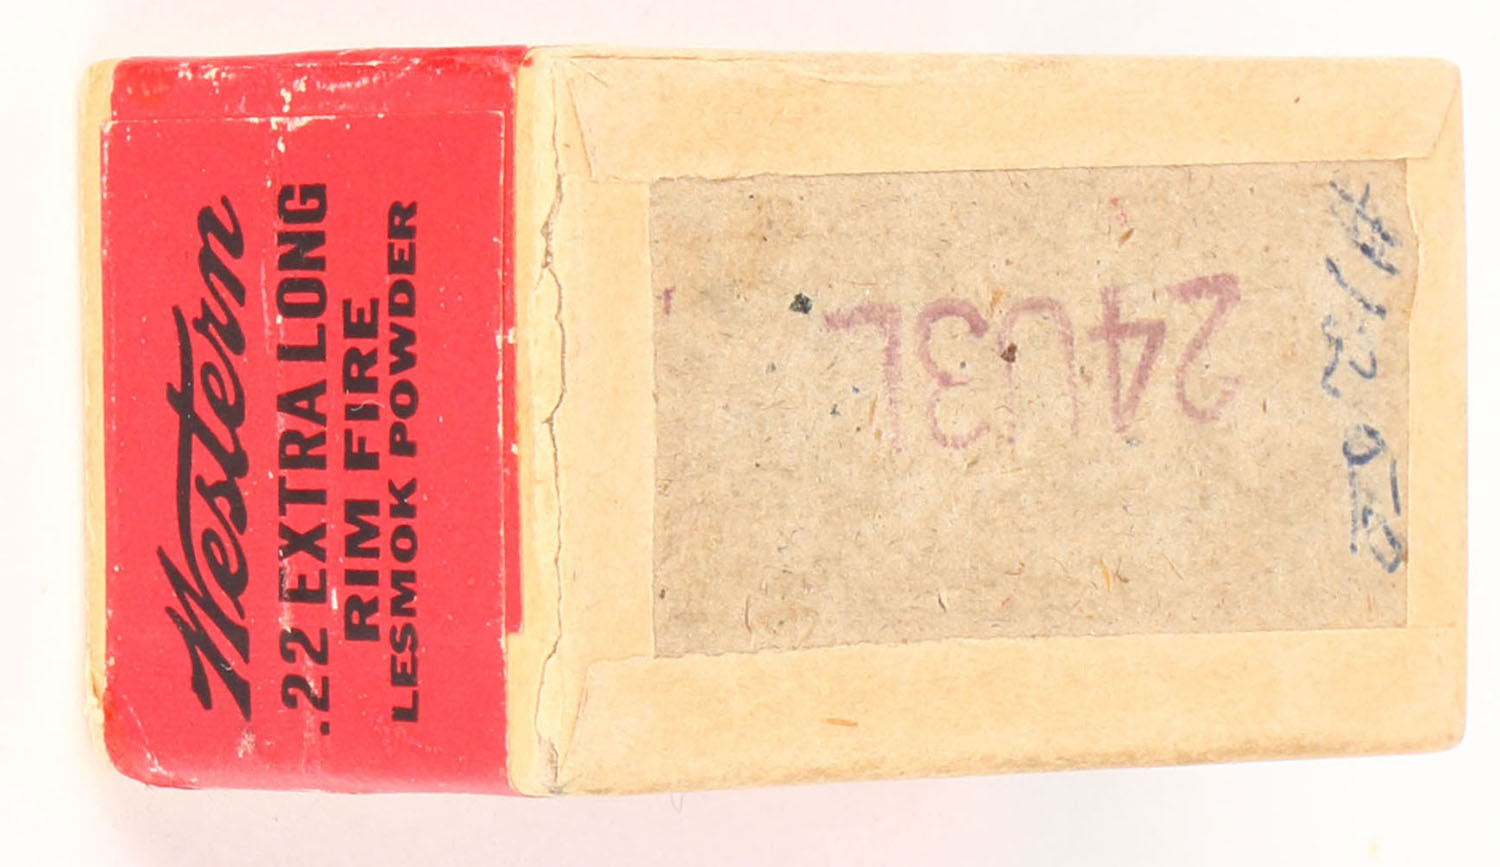 Western
.22 EXTRA LONG
RIM FIRE
LESMOK POWDER
24U3L